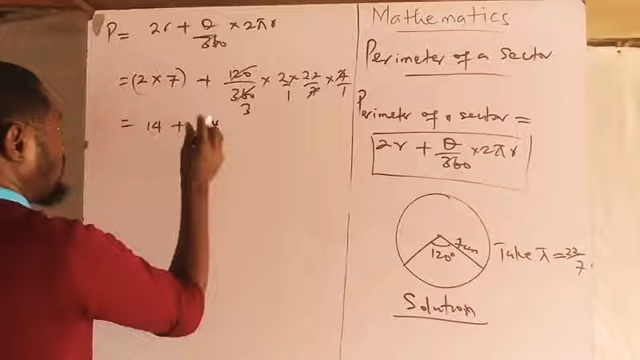 P = 2r + θ/360 × 2πr
= (2 × 7) + 120/360 × 2/1 × 22/7 × 7/1
3
= 14 +
Mathematics
Perimeter of a Sector
Perimeter of a sector =
2r + θ/360 × 2πr
7cm
120°
Take π = 22/7
Solution